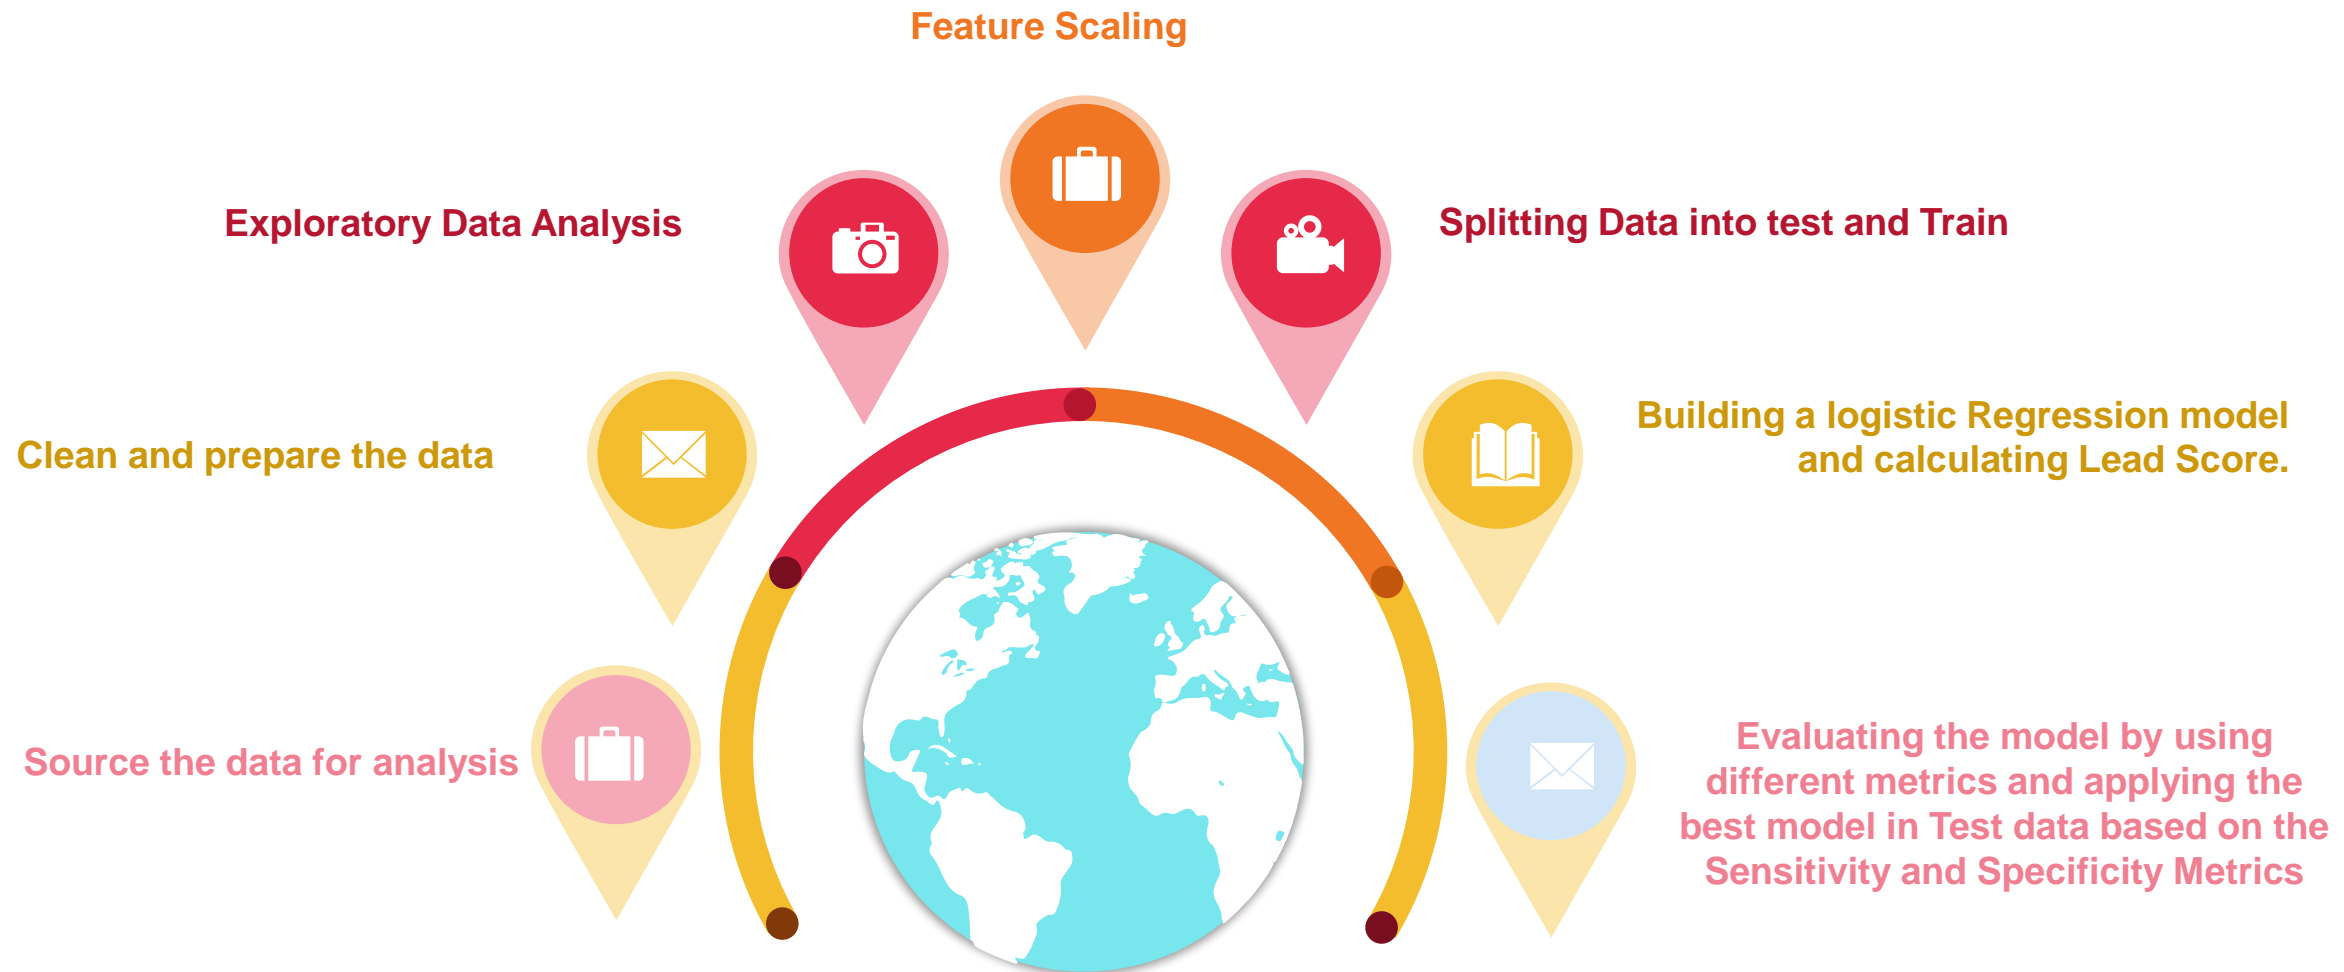 Feature Scaling
Exploratory Data Analysis
Splitting Data into test and Train
Clean and prepare the data
Building a logistic Regression model
and calculating Lead Score.
Source the data for analysis
Evaluating the model by using
different metrics and applying the
best model in Test data based on the
Sensitivity and Specificity Metrics